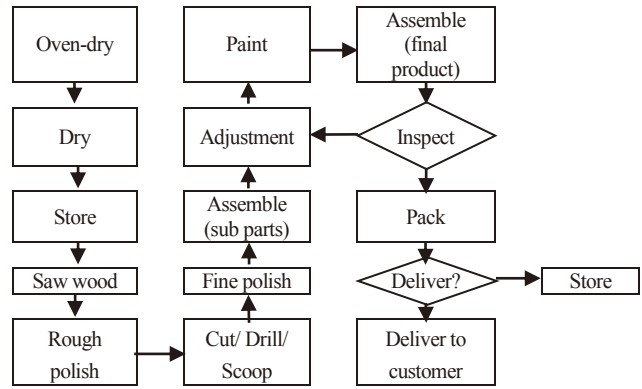 Oven-dry
Dry
Store
Saw wood
Rough
polish
Cut/ Drill/
Scoop
Fine polish
Assemble
(sub parts)
Adjustment
Paint
Assemble
(final
product)
Inspect
Pack
Deliver?
Store
Deliver to
customer